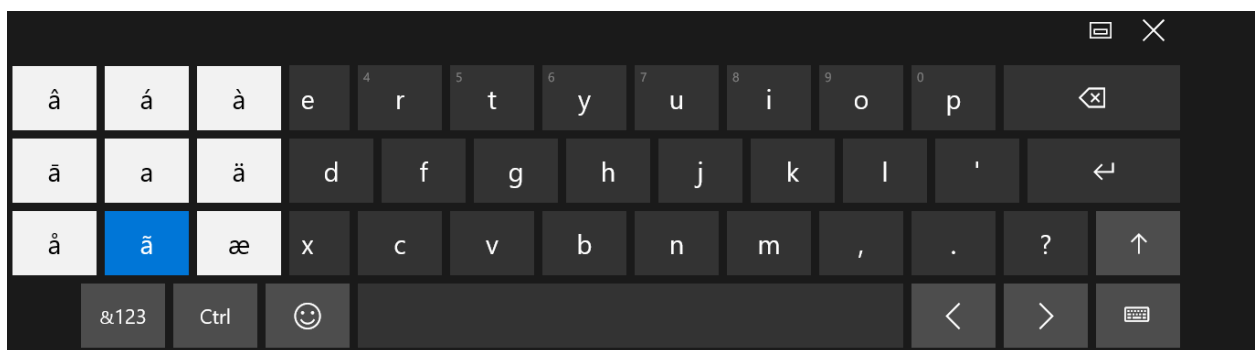 â á à e 4 r 5 t 6 y 7 u 8 i 9 o 0 p
ā a ä d f g h j k l '
å ã æ x c v b n m , . ?
&123 Ctrl